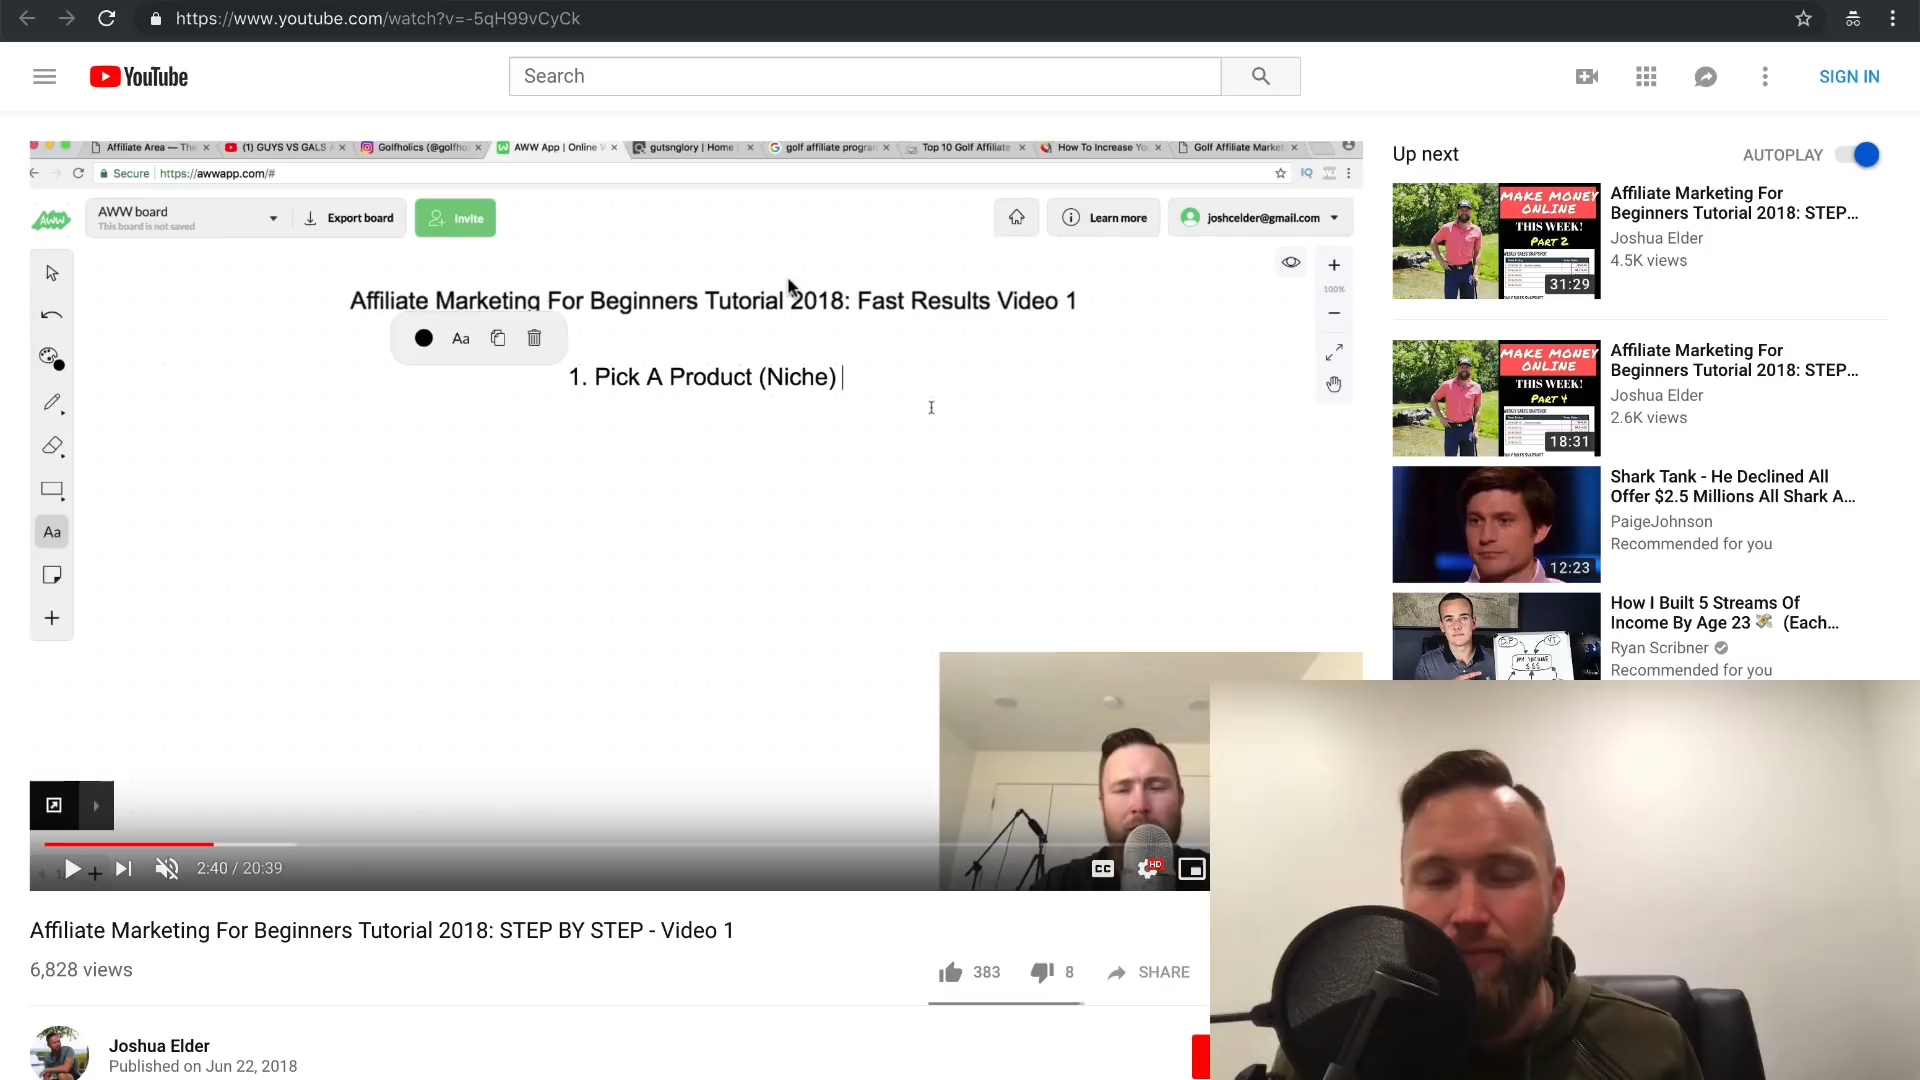 https://www.youtube.com/watch?v=-5qH99vCyCk
YouTube
Search
SIGN IN
Affiliate Area — The
(1) GUYS VS GALS
Golfholics (@golfho
AWW App | Online W
gutsnglory | Home
golf affiliate program
Top 10 Golf Affiliate
How To Increase Yo
Golf Affiliate Market
Secure
https://awwapp.com/#
IQ
AWW
AWW board
This board is not saved
Export board
Invite
Learn more
joshcelder@gmail.com
100%
Affiliate Marketing For Beginners Tutorial 2018: Fast Results Video 1
Aa
1. Pick A Product (Niche)
Aa
2:40 / 20:39
CC
HD
Affiliate Marketing For Beginners Tutorial 2018: STEP BY STEP - Video 1
6,828 views
383
8
SHARE
Joshua Elder
Published on Jun 22, 2018
Up next
AUTOPLAY
MAKE MONEY
ONLINE
THIS WEEK!
PART 2
31:29
Affiliate Marketing For
Beginners Tutorial 2018: STEP...
Joshua Elder
4.5K views
MAKE MONEY
ONLINE
THIS WEEK!
PART 4
18:31
Affiliate Marketing For
Beginners Tutorial 2018: STEP...
Joshua Elder
2.6K views
12:23
Shark Tank - He Declined All
Offer $2.5 Millions All Shark A...
PaigeJohnson
Recommended for you
MY INCOME
$$$
How I Built 5 Streams Of
Income By Age 23 💸 (Each...
Ryan Scribner
Recommended for you